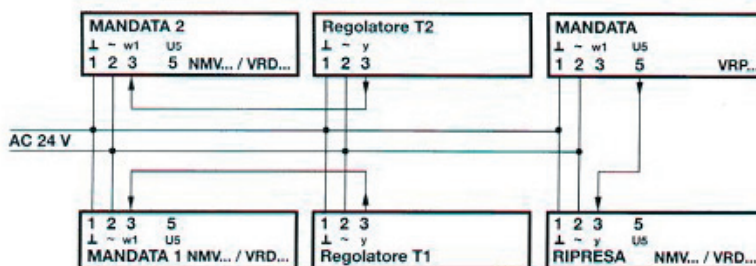 MANDATA 2
⊥ ~ w1 U5
1 2 3 5 NMV... / VRD...
Regolatore T2
⊥ ~ y
1 2 3
MANDATA
⊥ ~ w1 U5
1 2 3 5 VRP...
AC 24 V
1 2 3 5
⊥ ~ w1 U5
MANDATA 1 NMV... / VRD...
1 2 3
⊥ ~ y
Regolatore T1
1 2 3 5
⊥ ~ y U5
RIPRESA NMV... / VRD...